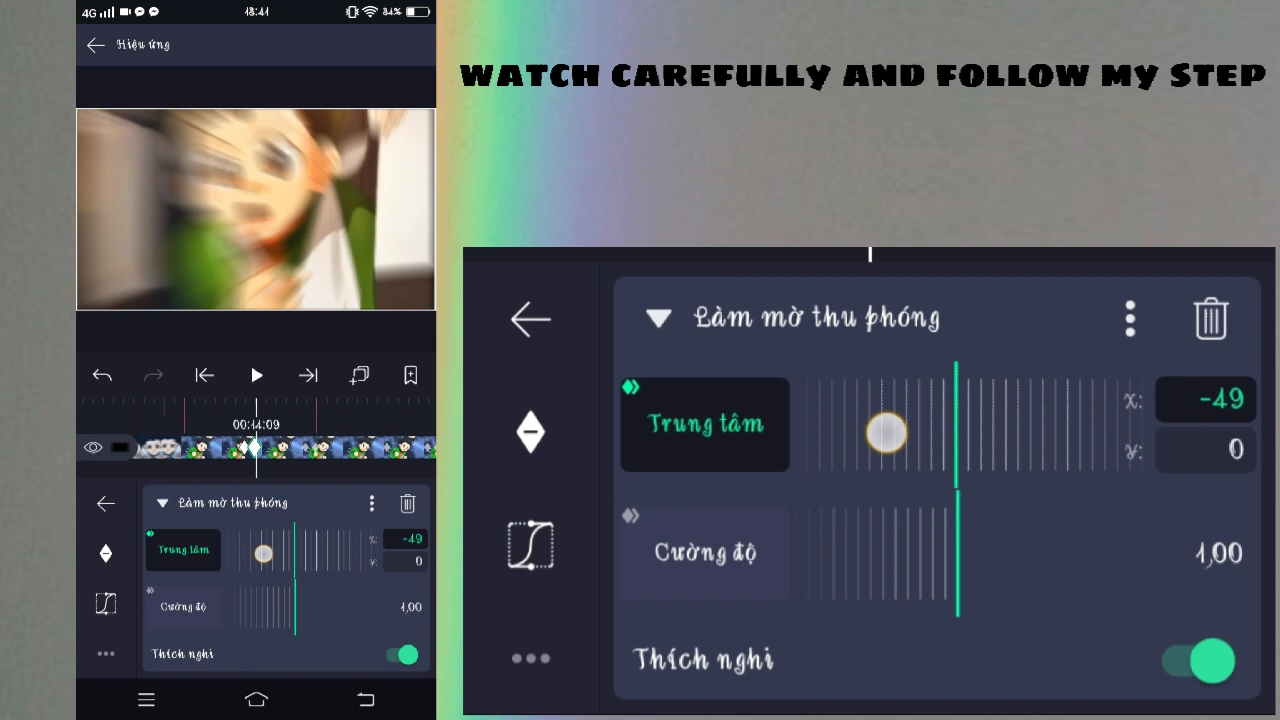 4G 18:41 34%
Hiệu ứng
WATCH CAREFULLY AND FOLLOW MY STEP
00:14:09
Làm mờ thu phóng
Trung tâm
x: -49
y: 0
Cường độ 1,00
Thích nghi
Làm mờ thu phóng
Trung tâm
x: -49
y: 0
Cường độ 1,00
Thích nghi